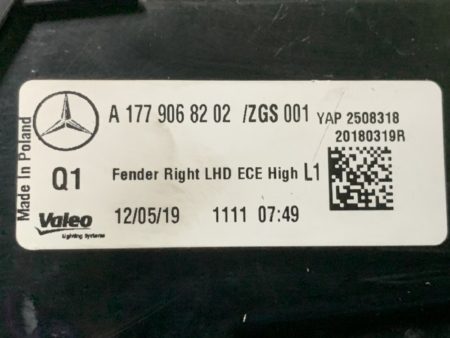 Made In Poland
A 177 906 82 02 /ZGS 001 YAP 2508318
20180319R
Q1 Fender Right LHD ECE High L1
Valeo
Lighting Systems
12/05/19 1111 07:49